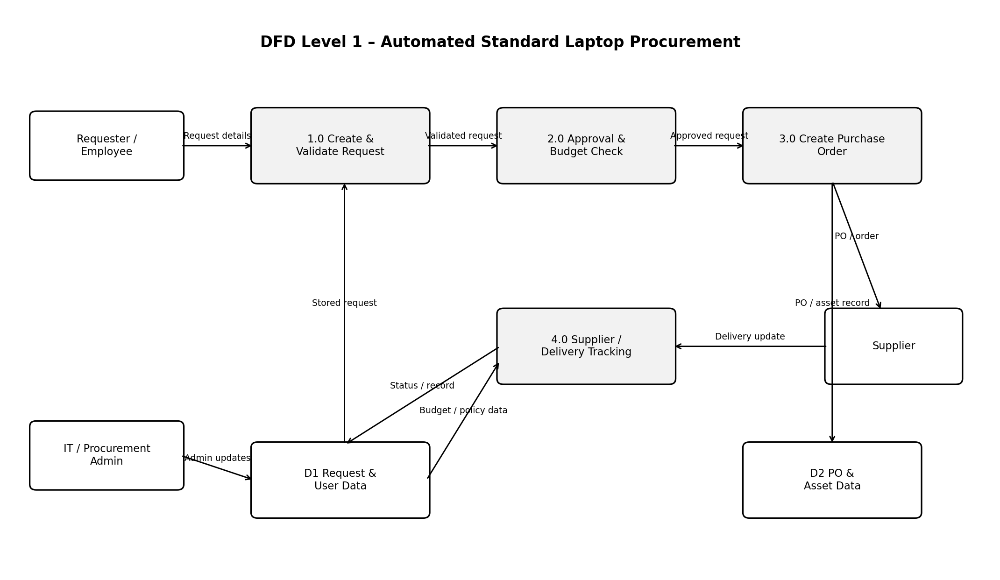 DFD Level 1 – Automated Standard Laptop Procurement
Requester /
Employee
Request details
1.0 Create &
Validate Request
Validated request
2.0 Approval &
Budget Check
Approved request
3.0 Create Purchase
Order
PO / order
Stored request
PO / asset record
4.0 Supplier /
Delivery Tracking
Delivery update
Supplier
Status / record
Budget / policy data
IT / Procurement
Admin
Admin updates
D1 Request &
User Data
D2 PO &
Asset Data